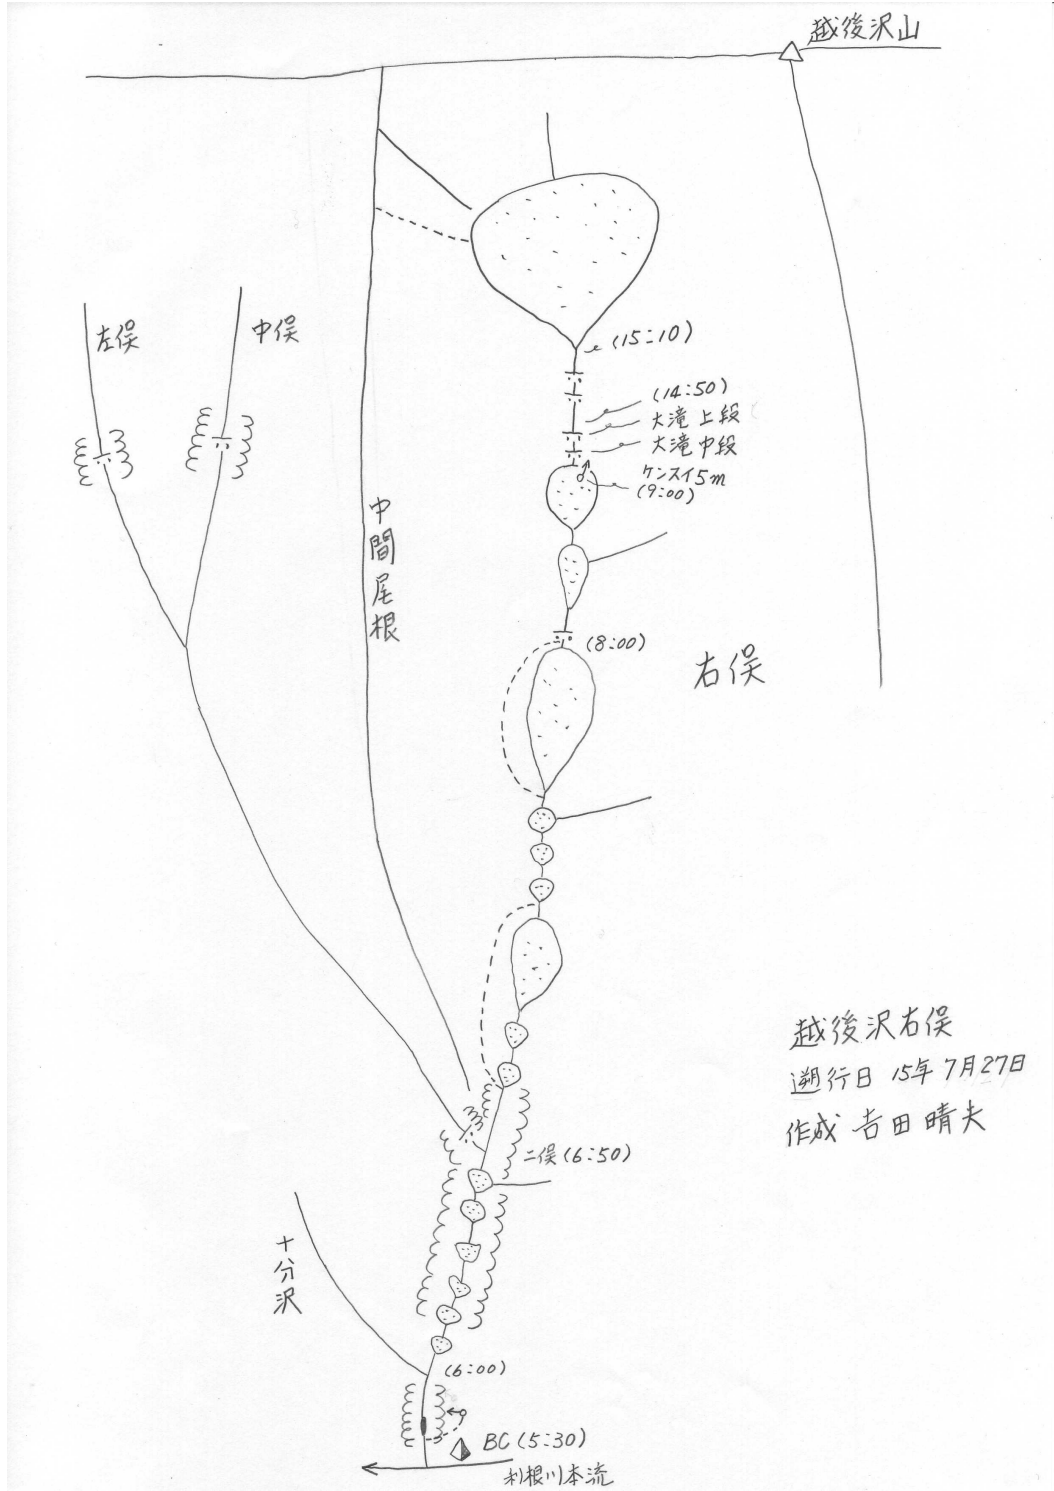 越後沢山
左俣
中俣
(15:10)
(14:50)
大滝上段
大滝中段
ケンスイ5m
(9:00)
中間尾根
(8:00)
右俣
越後沢右俣
遡行日 15年7月27日
作成 吉田晴夫
二俣(6:50)
十分沢
(6:00)
BC(5:30)
利根川本流